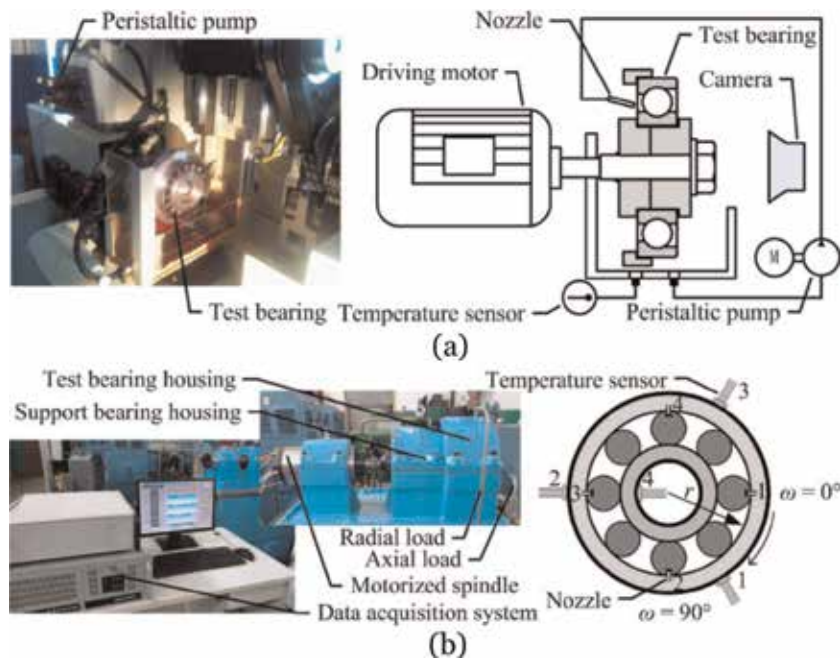 Peristaltic pump
Nozzle
Test bearing
Driving motor
Camera
M
Test bearing
Temperature sensor
Peristaltic pump
(a)
Test bearing housing
Support bearing housing
Radial load
Axial load
Motorized spindle
Data acquisition system
Temperature sensor
3
4
2
3
4
r
1
ω = 0°
2
1
Nozzle
ω = 90°
(b)